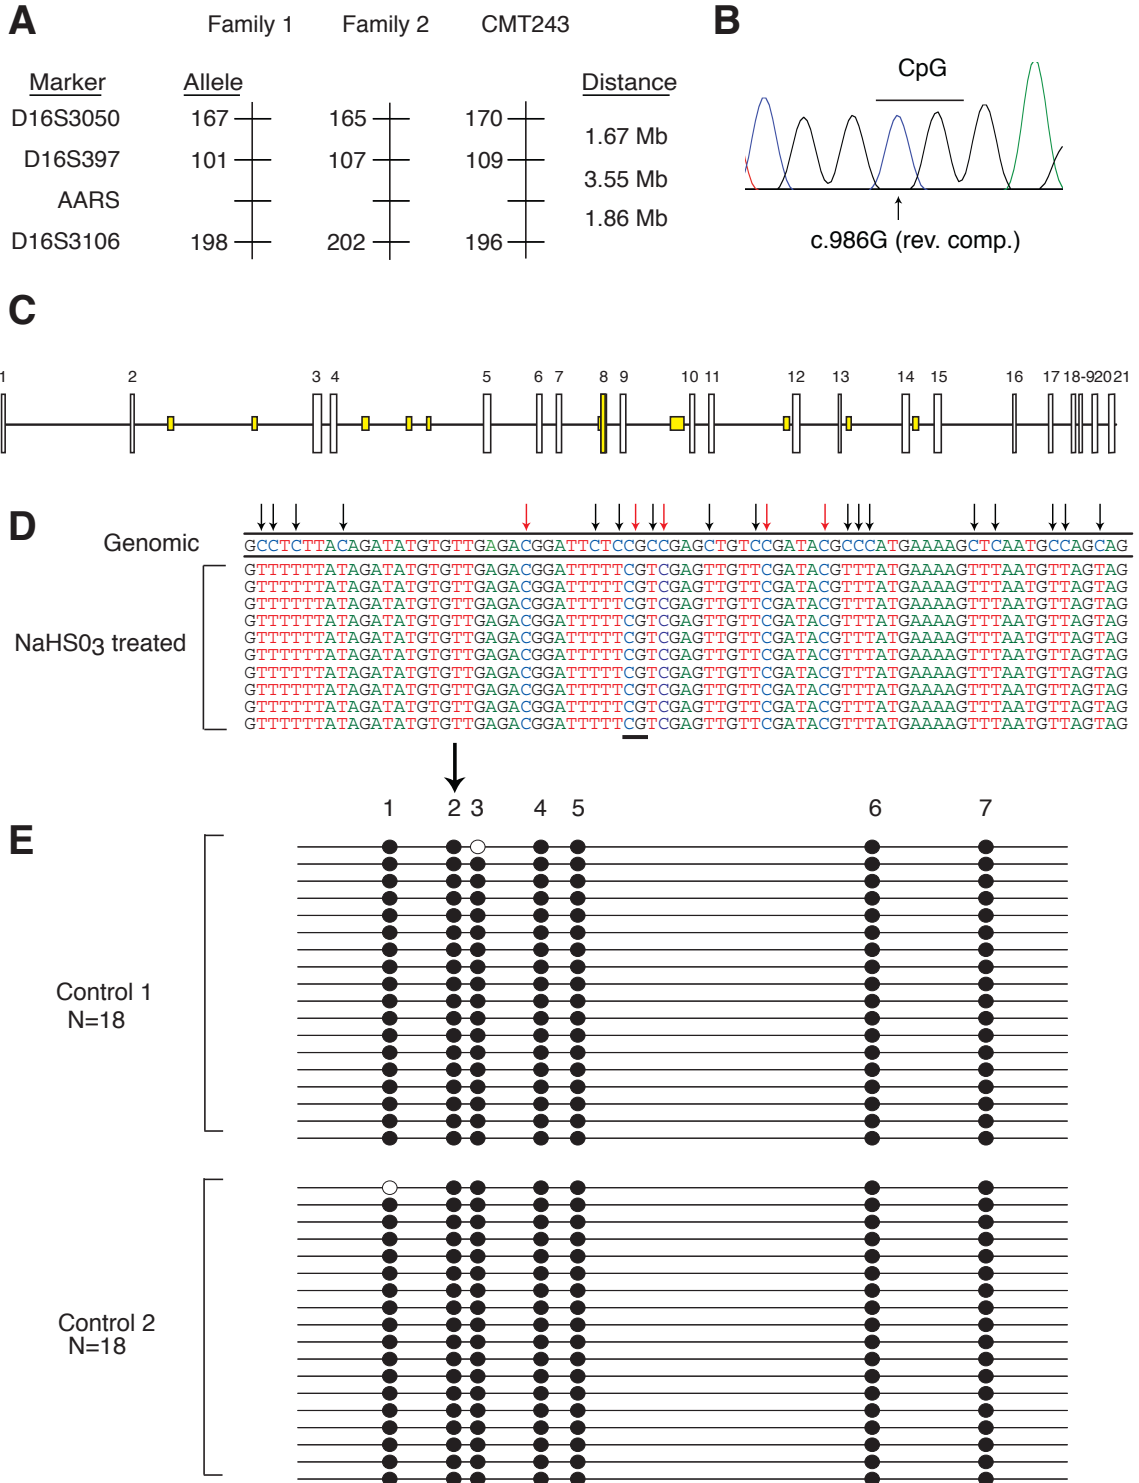 A
Family 1 Family 2 CMT243
Marker Allele Distance
D16S3050 167 165 170
1.67 Mb
D16S397 101 107 109
3.55 Mb
AARS
1.86 Mb
D16S3106 198 202 196
B
CpG
c.986G (rev. comp.)
C
1 2 3 4 5 6 7 8 9 10 11 12 13 14 15 16 17 18-9 20 21
D
Genomic GCCTCTTACAGATATGTGTTGAGACGGATTCTCCGCCGAGCTGTCCGATACGCCCATGAAAAGCTCAATGCCAGCAG
NaHS03 treated
GTTTTTTATAGATATGTGTTGAGACGGATTTTTCGTCGAGTTGTTCGATACGTTTATGAAAAGTTTAATGTTAGTAG
GTTTTTTATAGATATGTGTTGAGACGGATTTTTCGTCGAGTTGTTCGATACGTTTATGAAAAGTTTAATGTTAGTAG
GTTTTTTATAGATATGTGTTGAGACGGATTTTTCGTCGAGTTGTTCGATACGTTTATGAAAAGTTTAATGTTAGTAG
GTTTTTTATAGATATGTGTTGAGACGGATTTTTCGTCGAGTTGTTCGATACGTTTATGAAAAGTTTAATGTTAGTAG
GTTTTTTATAGATATGTGTTGAGACGGATTTTTCGTCGAGTTGTTCGATACGTTTATGAAAAGTTTAATGTTAGTAG
GTTTTTTATAGATATGTGTTGAGACGGATTTTTCGTCGAGTTGTTCGATACGTTTATGAAAAGTTTAATGTTAGTAG
GTTTTTTATAGATATGTGTTGAGACGGATTTTTCGTCGAGTTGTTCGATACGTTTATGAAAAGTTTAATGTTAGTAG
GTTTTTTATAGATATGTGTTGAGACGGATTTTTCGTCGAGTTGTTCGATACGTTTATGAAAAGTTTAATGTTAGTAG
GTTTTTTATAGATATGTGTTGAGACGGATTTTTCGTCGAGTTGTTCGATACGTTTATGAAAAGTTTAATGTTAGTAG
GTTTTTTATAGATATGTGTTGAGACGGATTTTTCGTCGAGTTGTTCGATACGTTTATGAAAAGTTTAATGTTAGTAG
1 2 3 4 5 6 7
E
Control 1
N=18
Control 2
N=18